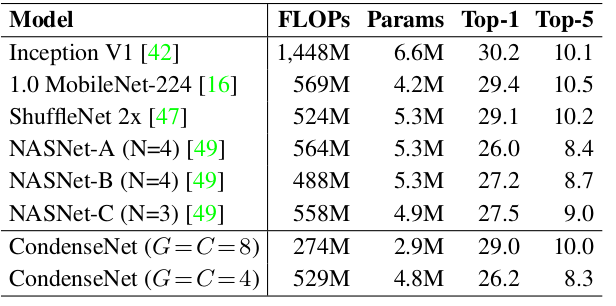 Model FLOPs Params Top-1 Top-5
Inception V1 [42] 1,448M 6.6M 30.2 10.1
1.0 MobileNet-224 [16] 569M 4.2M 29.4 10.5
ShuffleNet 2x [47] 524M 5.3M 29.1 10.2
NASNet-A (N=4) [49] 564M 5.3M 26.0 8.4
NASNet-B (N=4) [49] 488M 5.3M 27.2 8.7
NASNet-C (N=3) [49] 558M 4.9M 27.5 9.0
CondenseNet (G=C=8) 274M 2.9M 29.0 10.0
CondenseNet (G=C=4) 529M 4.8M 26.2 8.3